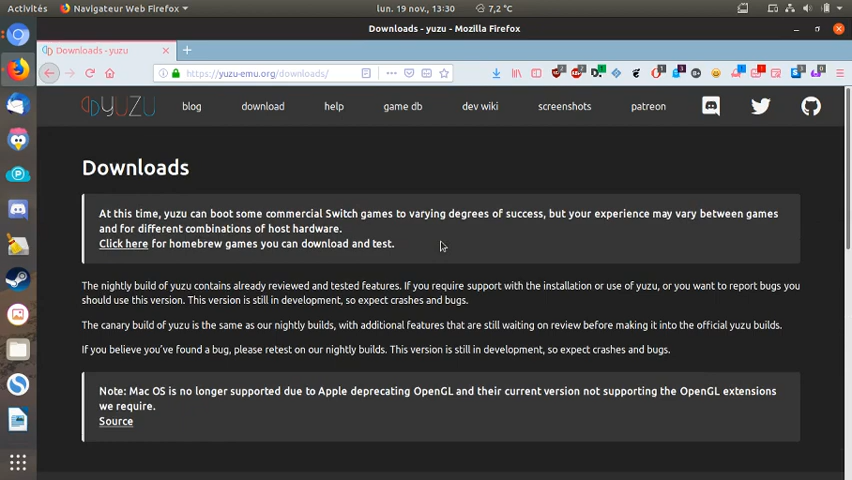 Activités
Navigateur Web Firefox
lun. 19 nov., 13:30
7,2 °C
Downloads - yuzu - Mozilla Firefox
Downloads - yuzu
https://yuzu-emu.org/downloads/
YUZU
blog
download
help
game db
dev wiki
screenshots
patreon
Downloads
At this time, yuzu can boot some commercial Switch games to varying degrees of success, but your experience may vary between games
and for different combinations of host hardware.
Click here for homebrew games you can download and test.
The nightly build of yuzu contains already reviewed and tested features. If you require support with the installation or use of yuzu, or you want to report bugs you
should use this version. This version is still in development, so expect crashes and bugs.
The canary build of yuzu is the same as our nightly builds, with additional features that are still waiting on review before making it into the official yuzu builds.
If you believe you've found a bug, please retest on our nightly builds. This version is still in development, so expect crashes and bugs.
Note: Mac OS is no longer supported due to Apple deprecating OpenGL and their current version not supporting the OpenGL extensions
we require.
Source